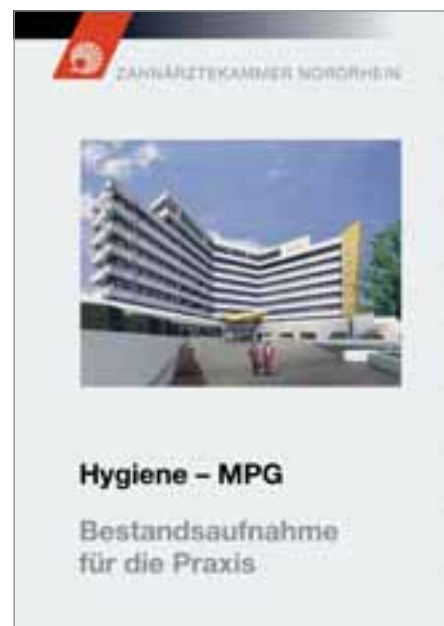 ZAHNÄRZTEKAMMER NORDRHEIN
Hygiene – MPG
Bestandsaufnahme
für die Praxis